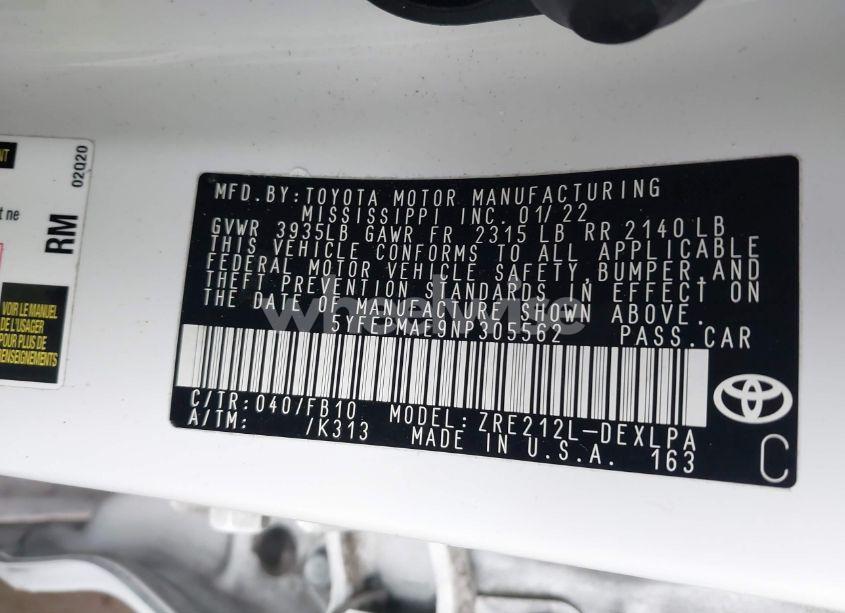 MFD.BY:TOYOTA MOTOR MANUFACTURING
MISSISSIPPI INC. 01/22
GVWR 3935LB GAWR FR 2315 LB RR 2140 LB
THIS VEHICLE CONFORMS TO ALL APPLICABLE
FEDERAL MOTOR VEHICLE SAFETY,BUMPER,AND
THEFT PREVENTION STANDARDS IN EFFECT ON
THE DATE OF MANUFACTURE SHOWN ABOVE.
5YFEPMAE9NP305562 PASS.CAR
C/TR:040/FB10 MODEL:ZRE212L-DEXLPA
A/TM: /K313 MADE IN U.S.A. 163
C
RM
02020
NT
t ne
VOIR LE MANUEL
DE L'USAGER
POUR PLUS DE
RENSEIGNEMENTS